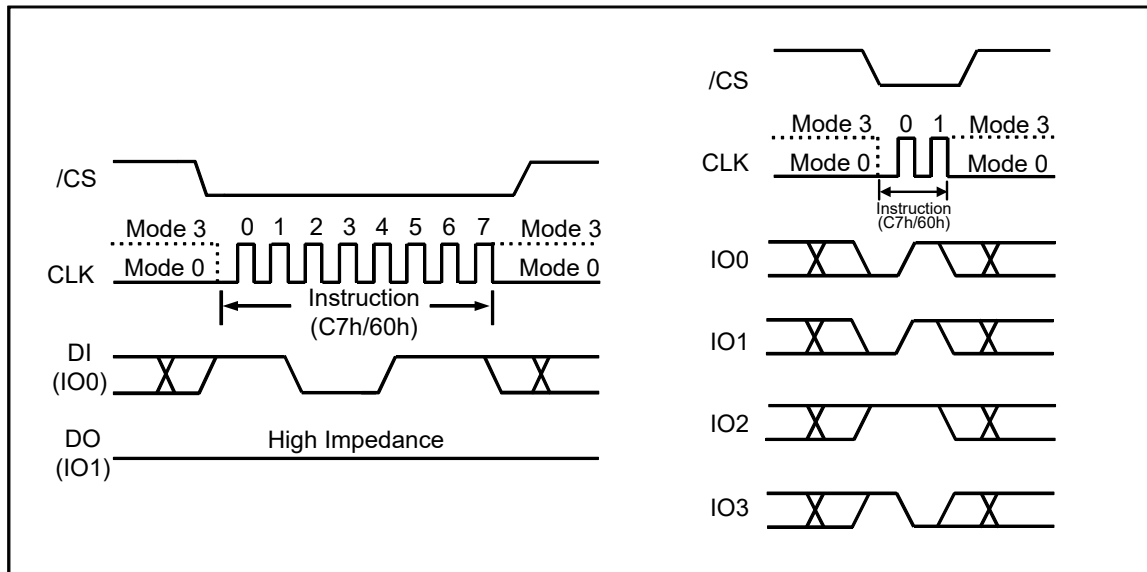 /CS
Mode 3 0 1 2 3 4 5 6 7 Mode 3
CLK Mode 0 Mode 0
Instruction
(C7h/60h)
DI
(IO0)
DO
(IO1)
High Impedance
/CS
Mode 3 0 1 Mode 3
CLK Mode 0 Mode 0
Instruction
(C7h/60h)
IO0
IO1
IO2
IO3